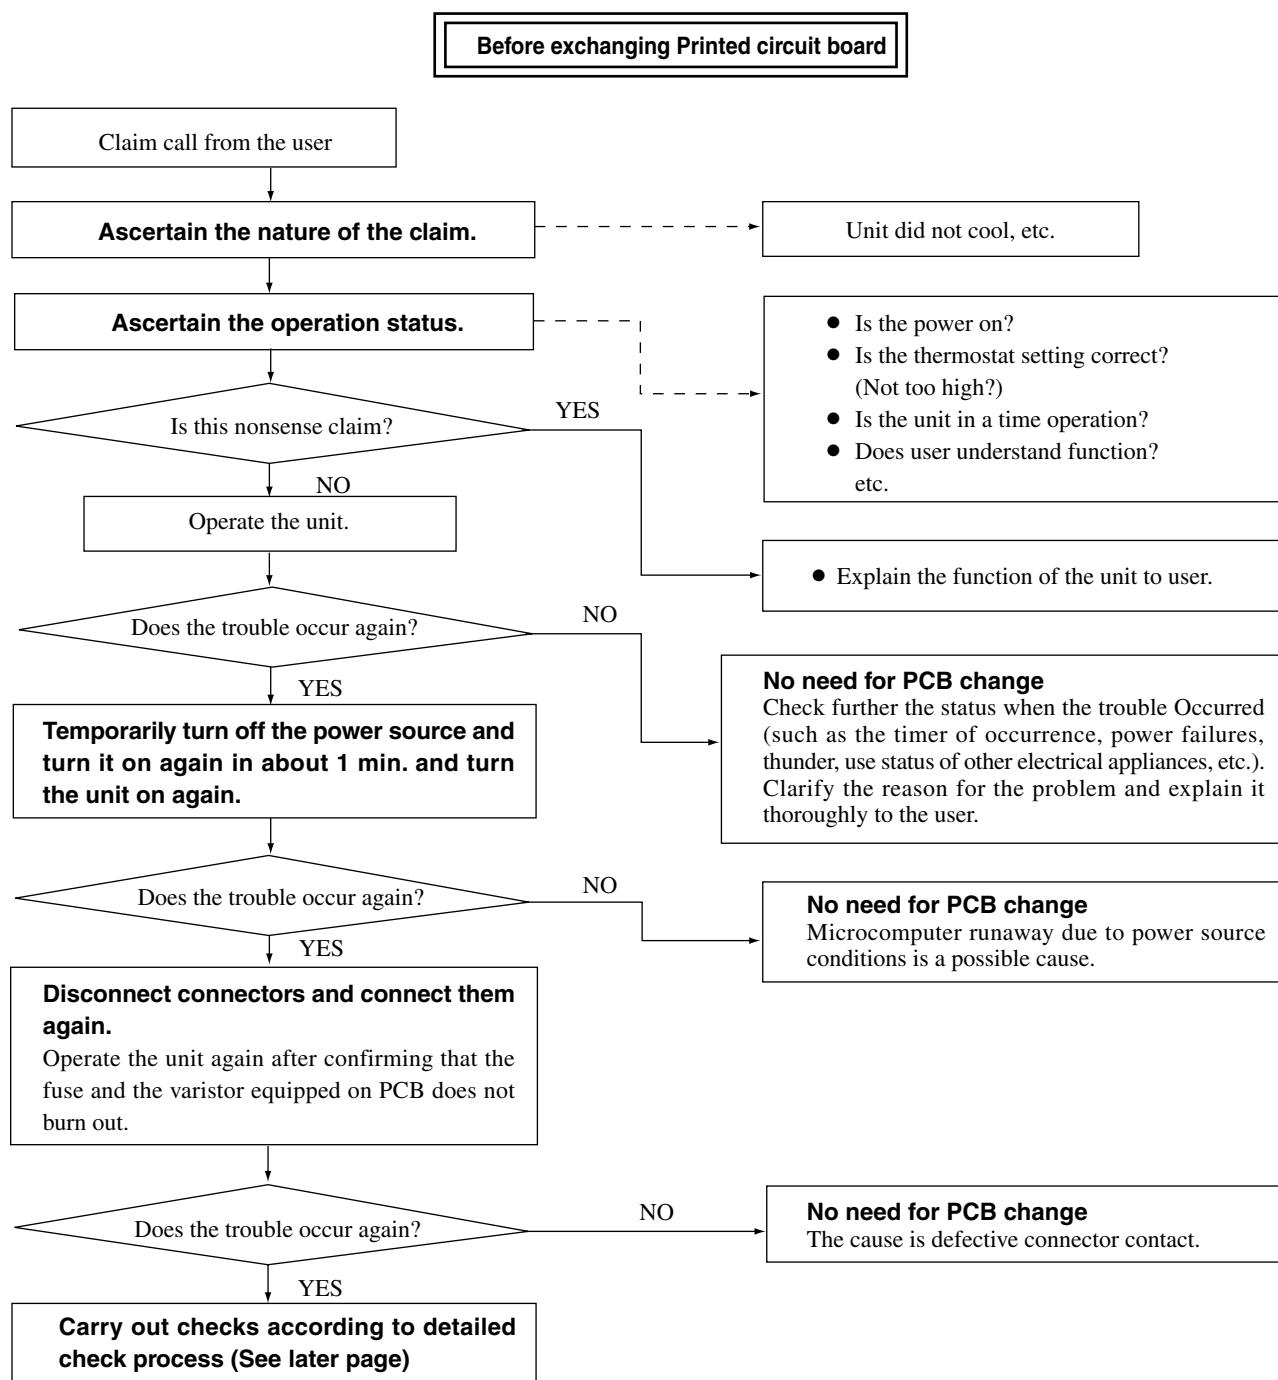 Before exchanging Printed circuit board
Claim call from the user
Ascertain the nature of the claim.
Unit did not cool, etc.
Ascertain the operation status.
● Is the power on?
● Is the thermostat setting correct?
(Not too high?)
● Is the unit in a time operation?
● Does user understand function?
etc.
Is this nonsense claim?
YES
NO
Operate the unit.
● Explain the function of the unit to user.
Does the trouble occur again?
NO
YES
No need for PCB change
Check further the status when the trouble Occurred
(such as the timer of occurrence, power failures,
thunder, use status of other electrical appliances, etc.).
Clarify the reason for the problem and explain it
thoroughly to the user.
Temporarily turn off the power source and
turn it on again in about 1 min. and turn
the unit on again.
Does the trouble occur again?
NO
YES
No need for PCB change
Microcomputer runaway due to power source
conditions is a possible cause.
Disconnect connectors and connect them
again.
Operate the unit again after confirming that the
fuse and the varistor equipped on PCB does not
burn out.
Does the trouble occur again?
NO
YES
No need for PCB change
The cause is defective connector contact.
Carry out checks according to detailed
check process (See later page)